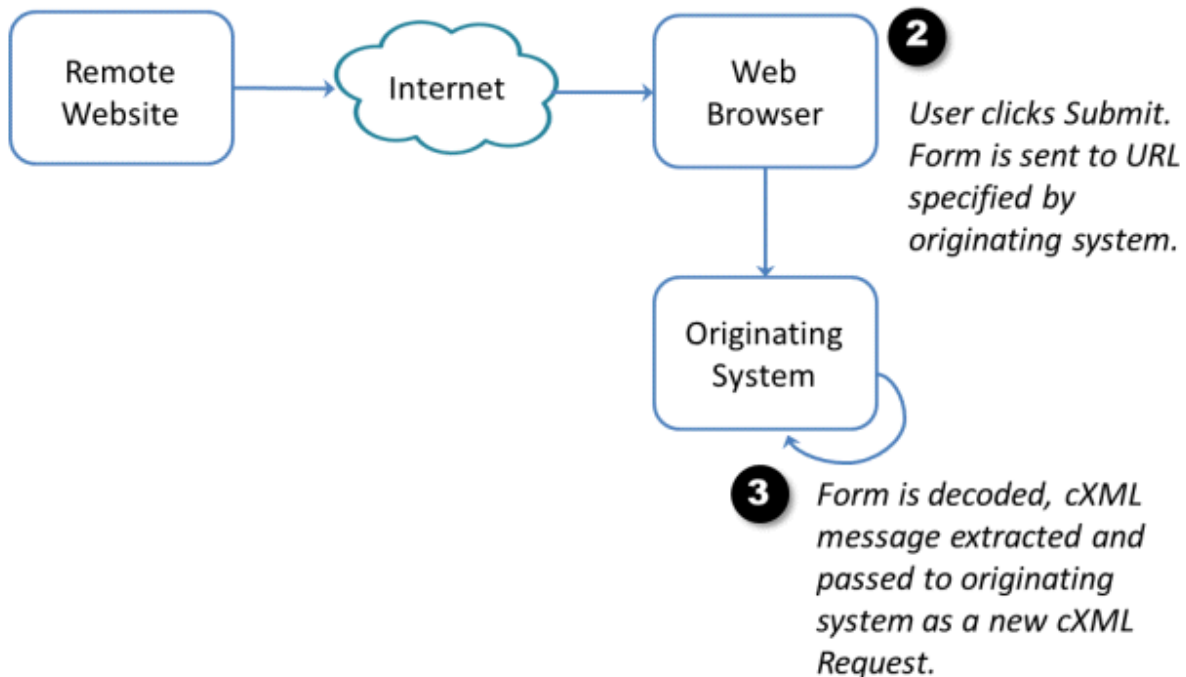 Remote
Website
Internet
Web
Browser
2
User clicks Submit.
Form is sent to URL
specified by
originating system.
Originating
System
3
Form is decoded, cXML
message extracted and
passed to originating
system as a new cXML
Request.